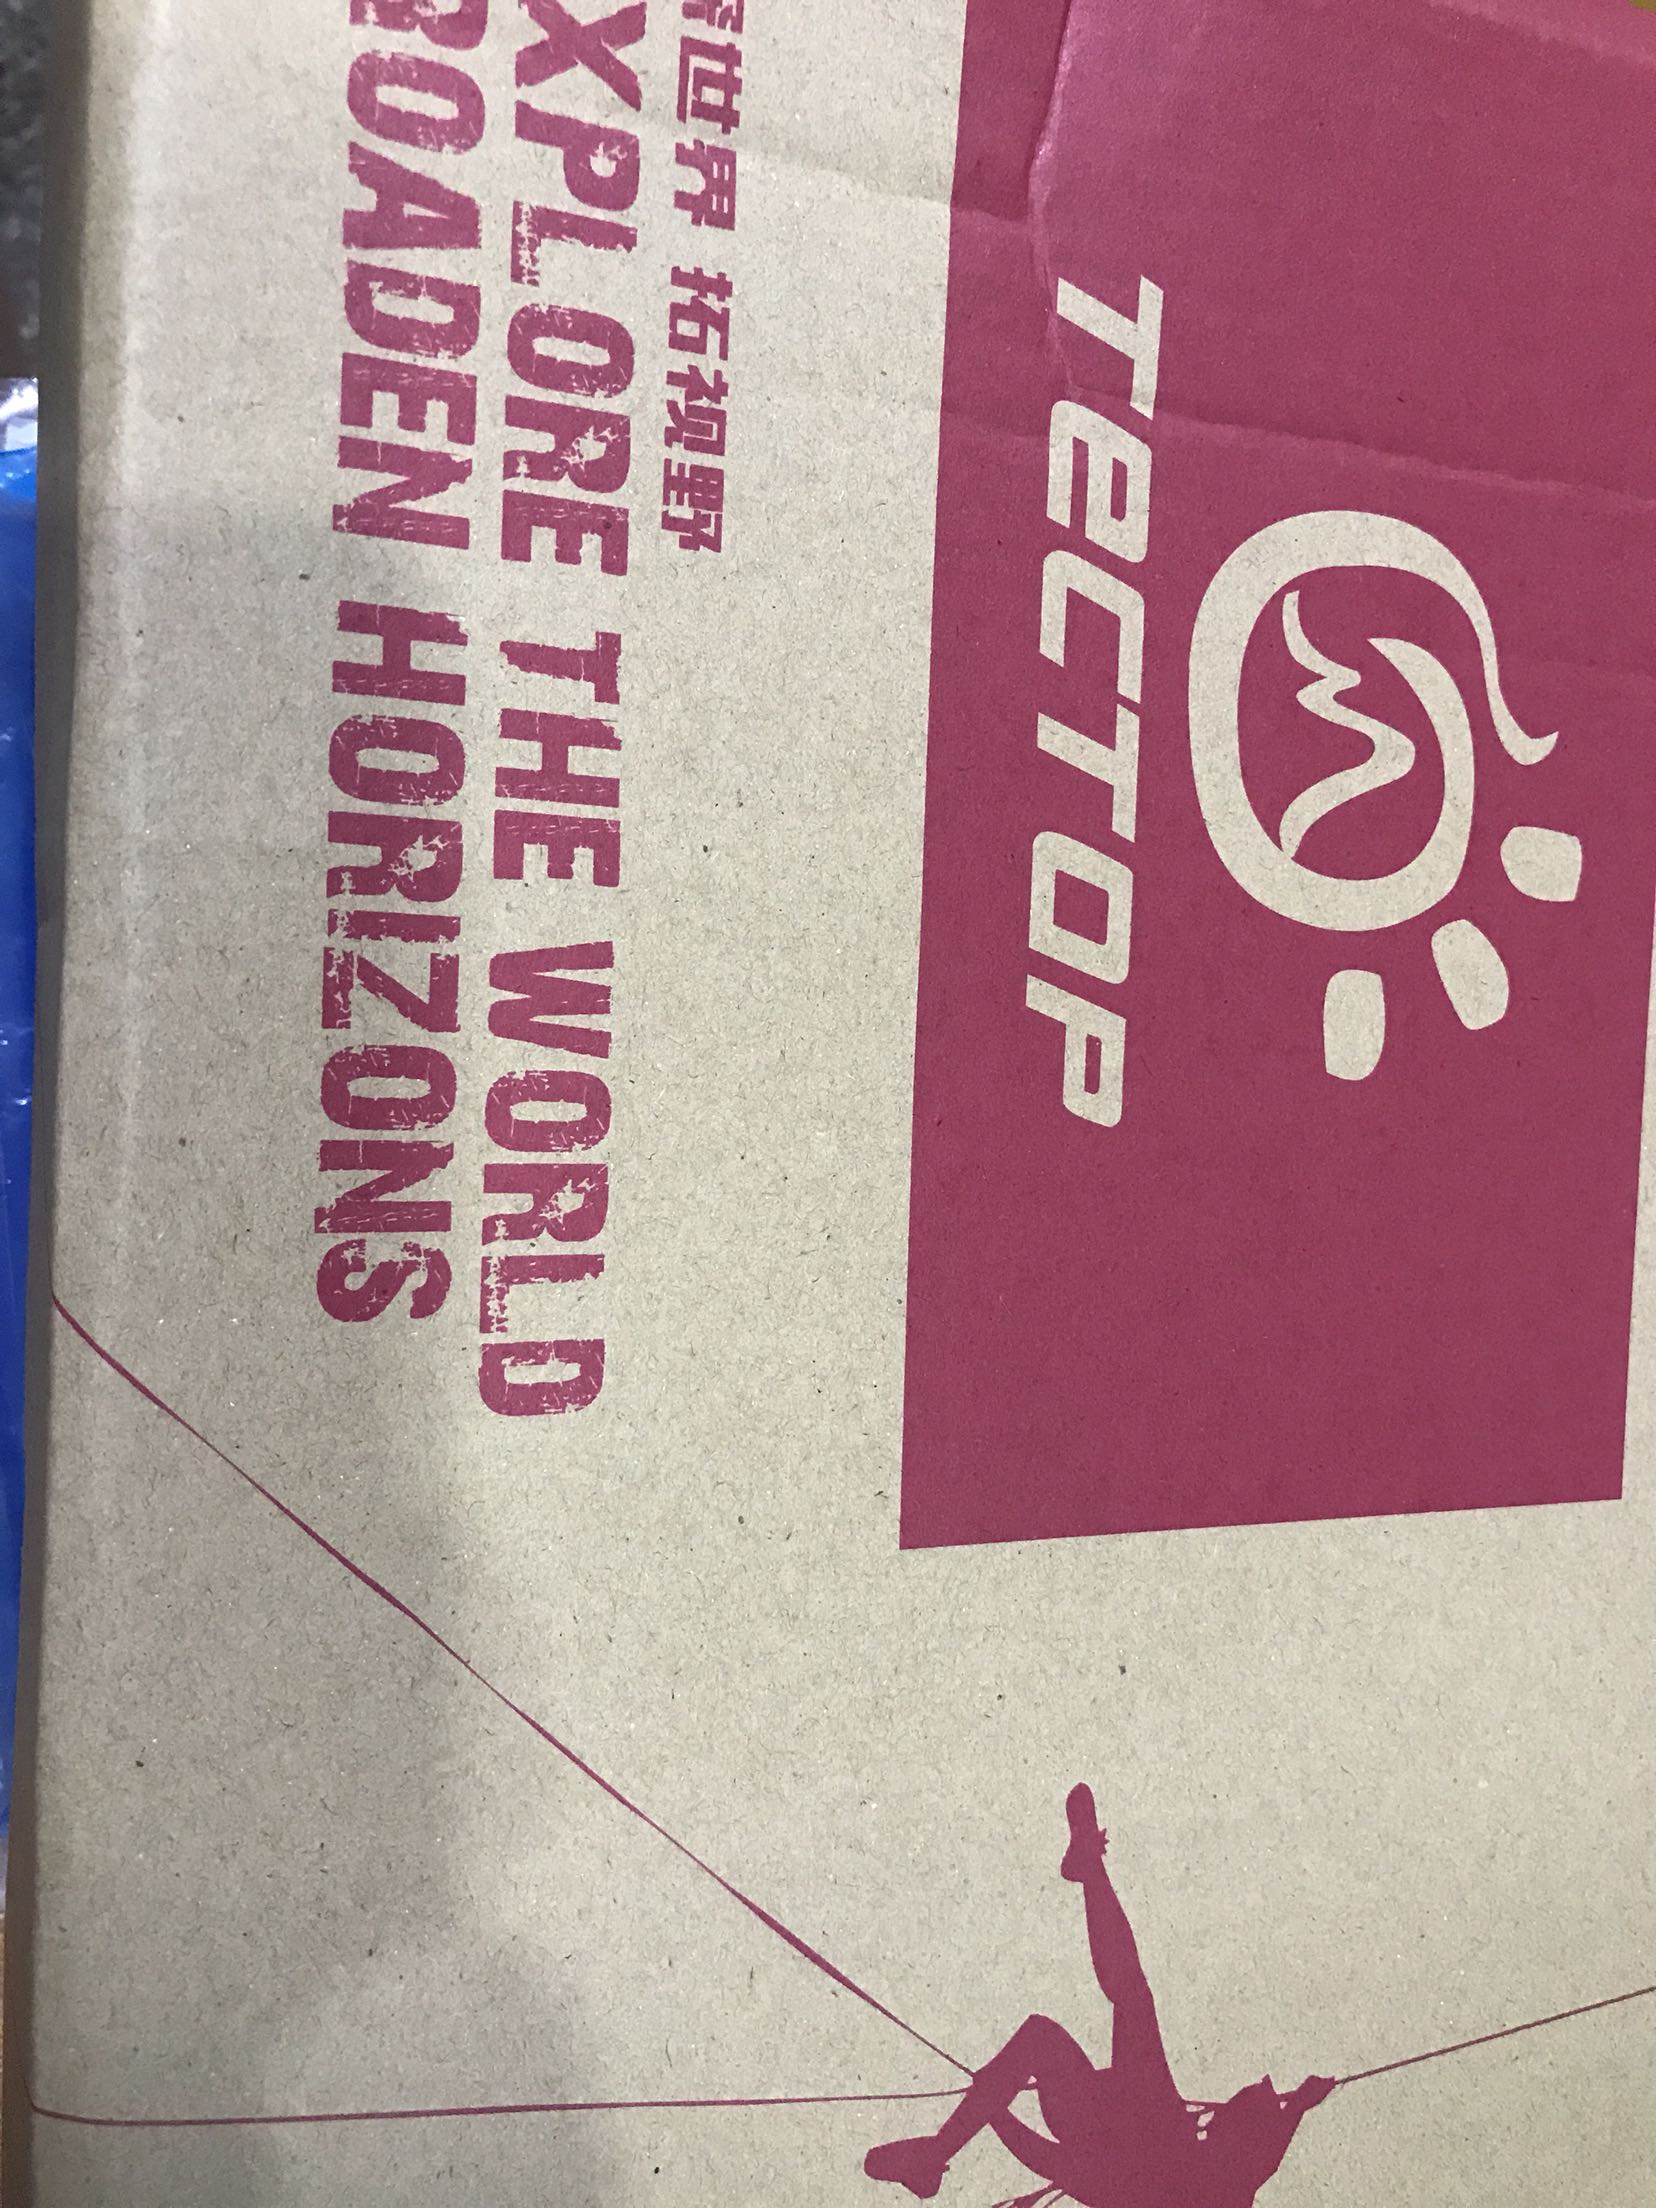 TECTOP
世界 拓视野
XPLORE THE WORLD
ROADEN HORIZONS